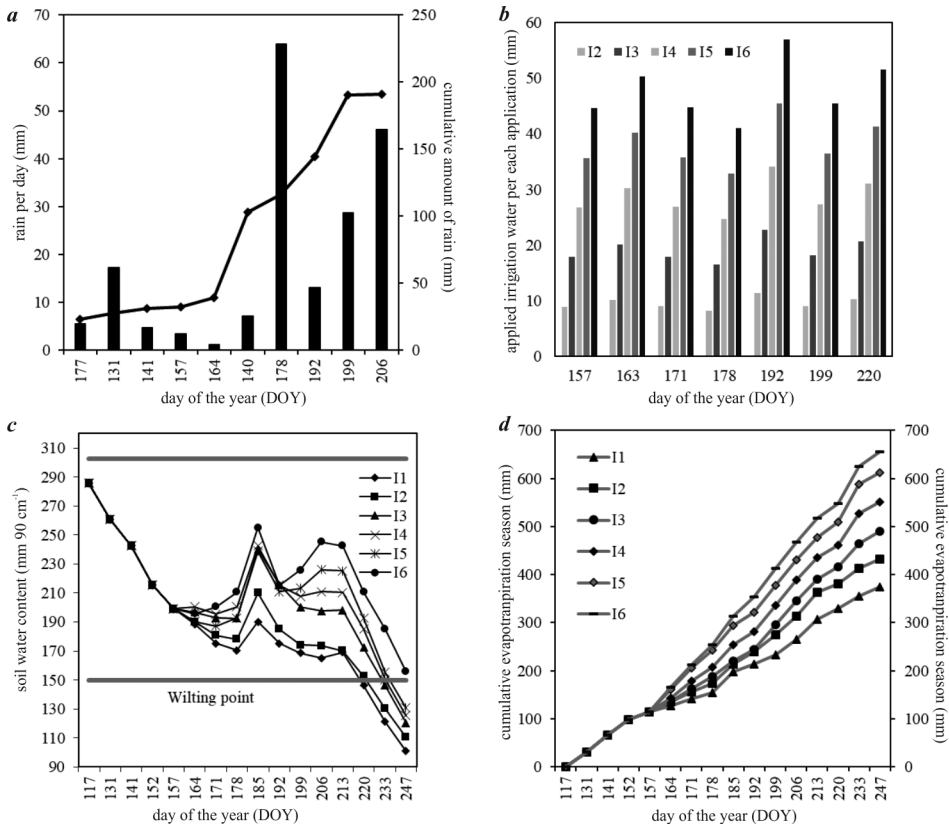 a
70
60
50
40
30
20
10
0
250
200
150
100
50
0
rain per day (mm)
cumulative amount of rain (mm)
177 131 141 157 164 140 178 192 199 206
day of the year (DOY)
b
60
50
40
30
20
10
0
applied irrigation water per each application (mm)
I2 I3 I4 I5 I6
157 163 171 178 192 199 220
day of the year (DOY)
c
310
290
270
250
230
210
190
170
150
130
110
90
soil water content (mm 90 cm⁻¹)
I1
I2
I3
I4
I5
I6
Wilting point
117 131 141 152 157 164 171 178 185 192 199 206 213 220 233 247
day of the year (DOY)
d
700
600
500
400
300
200
100
0
700
600
500
400
300
200
100
0
cumulative evapotranpiration season (mm)
cumulative evapotranspiration season (mm)
I1
I2
I3
I4
I5
I6
117 131 141 152 157 164 171 178 185 192 199 206 213 220 233 247
day of the year (DOY)